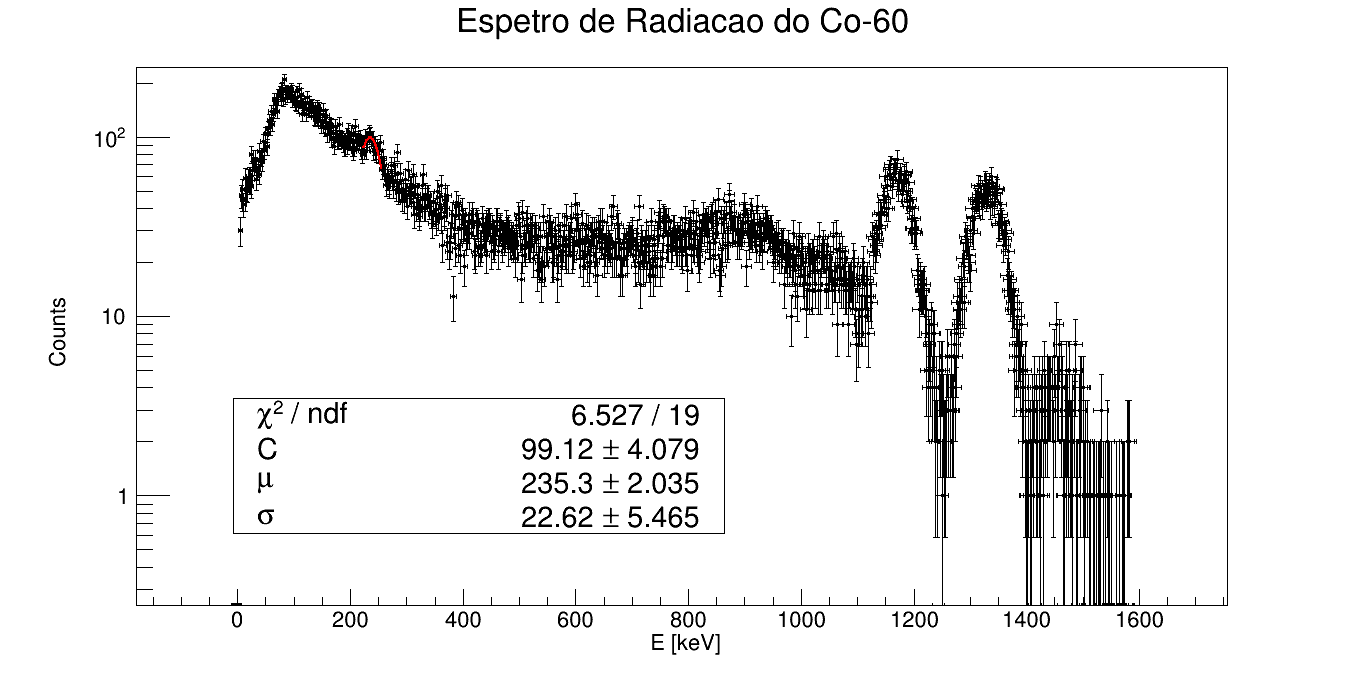 Espetro de Radiacao do Co-60
10²
10
1
Counts
χ² / ndf 6.527 / 19
C 99.12 ± 4.079
μ 235.3 ± 2.035
σ 22.62 ± 5.465
0 200 400 600 800 1000 1200 1400 1600
E [keV]